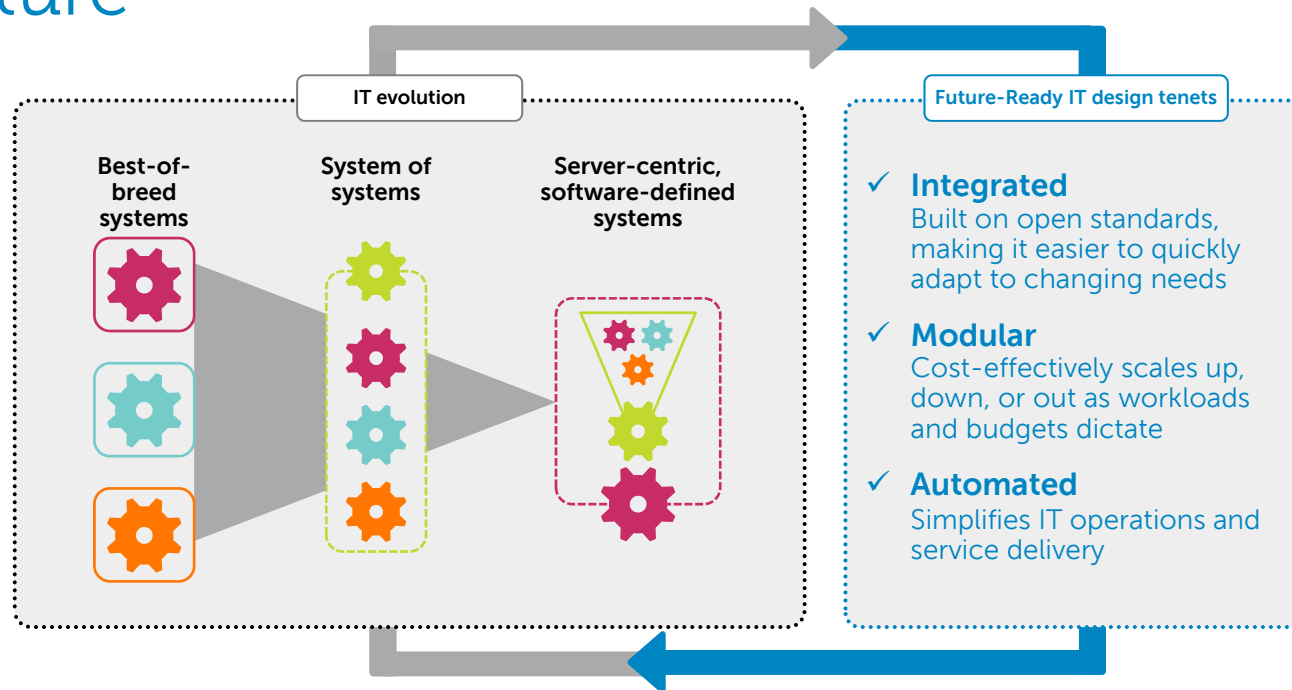 IT evolution
Best-of-
breed
systems
System of
systems
Server-centric,
software-defined
systems
Future-Ready IT design tenets
✓ Integrated
Built on open standards,
making it easier to quickly
adapt to changing needs
✓ Modular
Cost-effectively scales up,
down, or out as workloads
and budgets dictate
✓ Automated
Simplifies IT operations and
service delivery